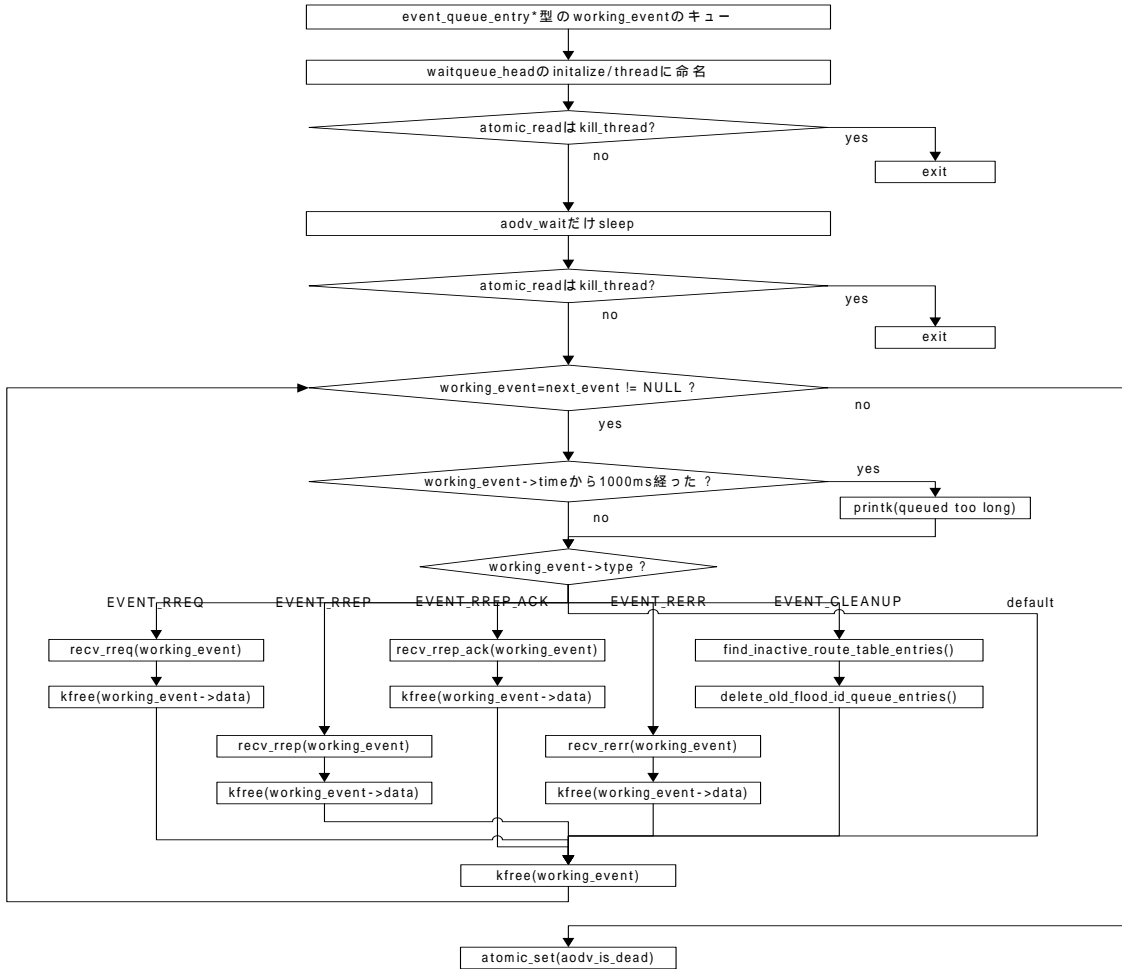 event_queue_entry*型のworking_eventのキュー
waitqueue_headのinitalize/threadに命名
atomic_readはkill_thread?
yes
no
exit
aodv_waitだけsleep
atomic_readはkill_thread?
yes
no
exit
working_event=next_event != NULL ?
no
yes
working_event->timeから1000ms経った ?
yes
printk(queued too long)
no
working_event->type ?
EVENT_RREQ
EVENT_RREP
EVENT_RREP_ACK
EVENT_RERR
EVENT_CLEANUP
default
recv_rreq(working_event)
recv_rrep_ack(working_event)
find_inactive_route_table_entries()
kfree(working_event->data)
kfree(working_event->data)
delete_old_flood_id_queue_entries()
recv_rrep(working_event)
recv_rerr(working_event)
kfree(working_event->data)
kfree(working_event->data)
kfree(working_event)
atomic_set(aodv_is_dead)